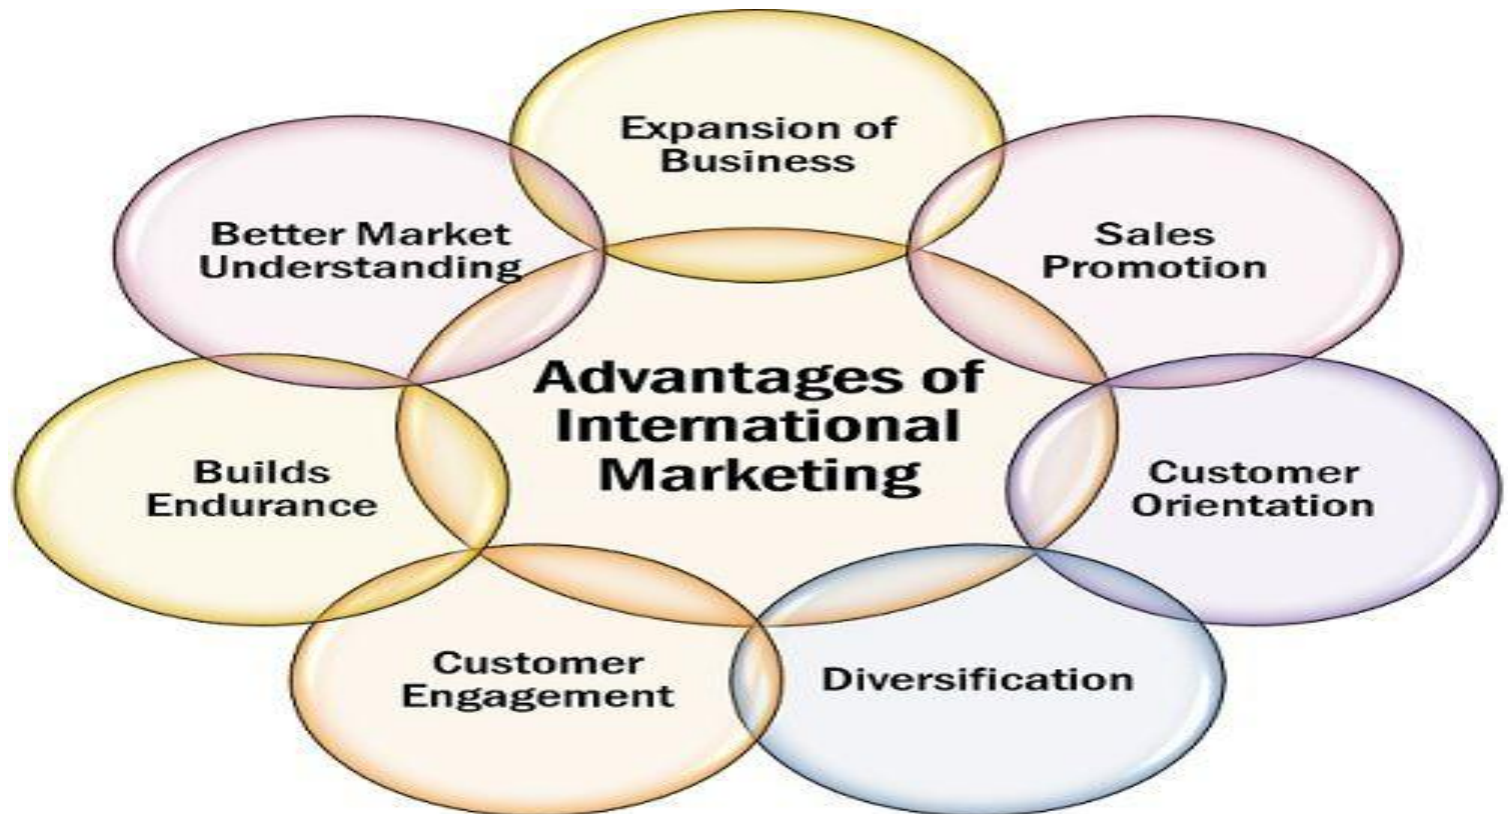 Expansion of
Business
Sales
Promotion
Customer
Orientation
Diversification
Customer
Engagement
Builds
Endurance
Better Market
Understanding
Advantages of
International
Marketing